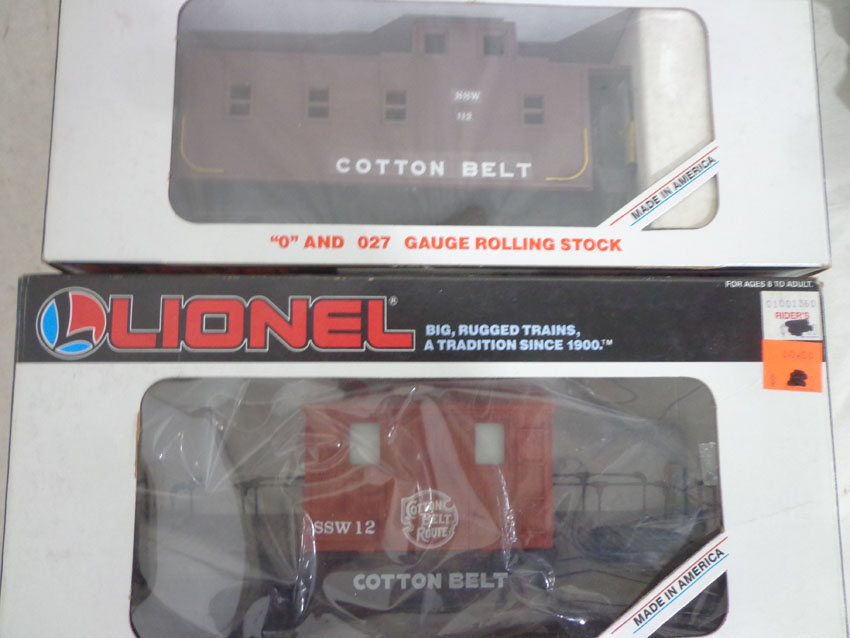 SSW
112
COTTON BELT
MADE IN AMERICA
"O" AND 027 GAUGE ROLLING STOCK
FOR AGES 8 TO ADULT.
LIONEL®
BIG, RUGGED TRAINS,
A TRADITION SINCE 1900.™
RIDER'S
SSW 12
COTTON
BELT
ROUTE
COTTON BELT
MADE IN AMERICA